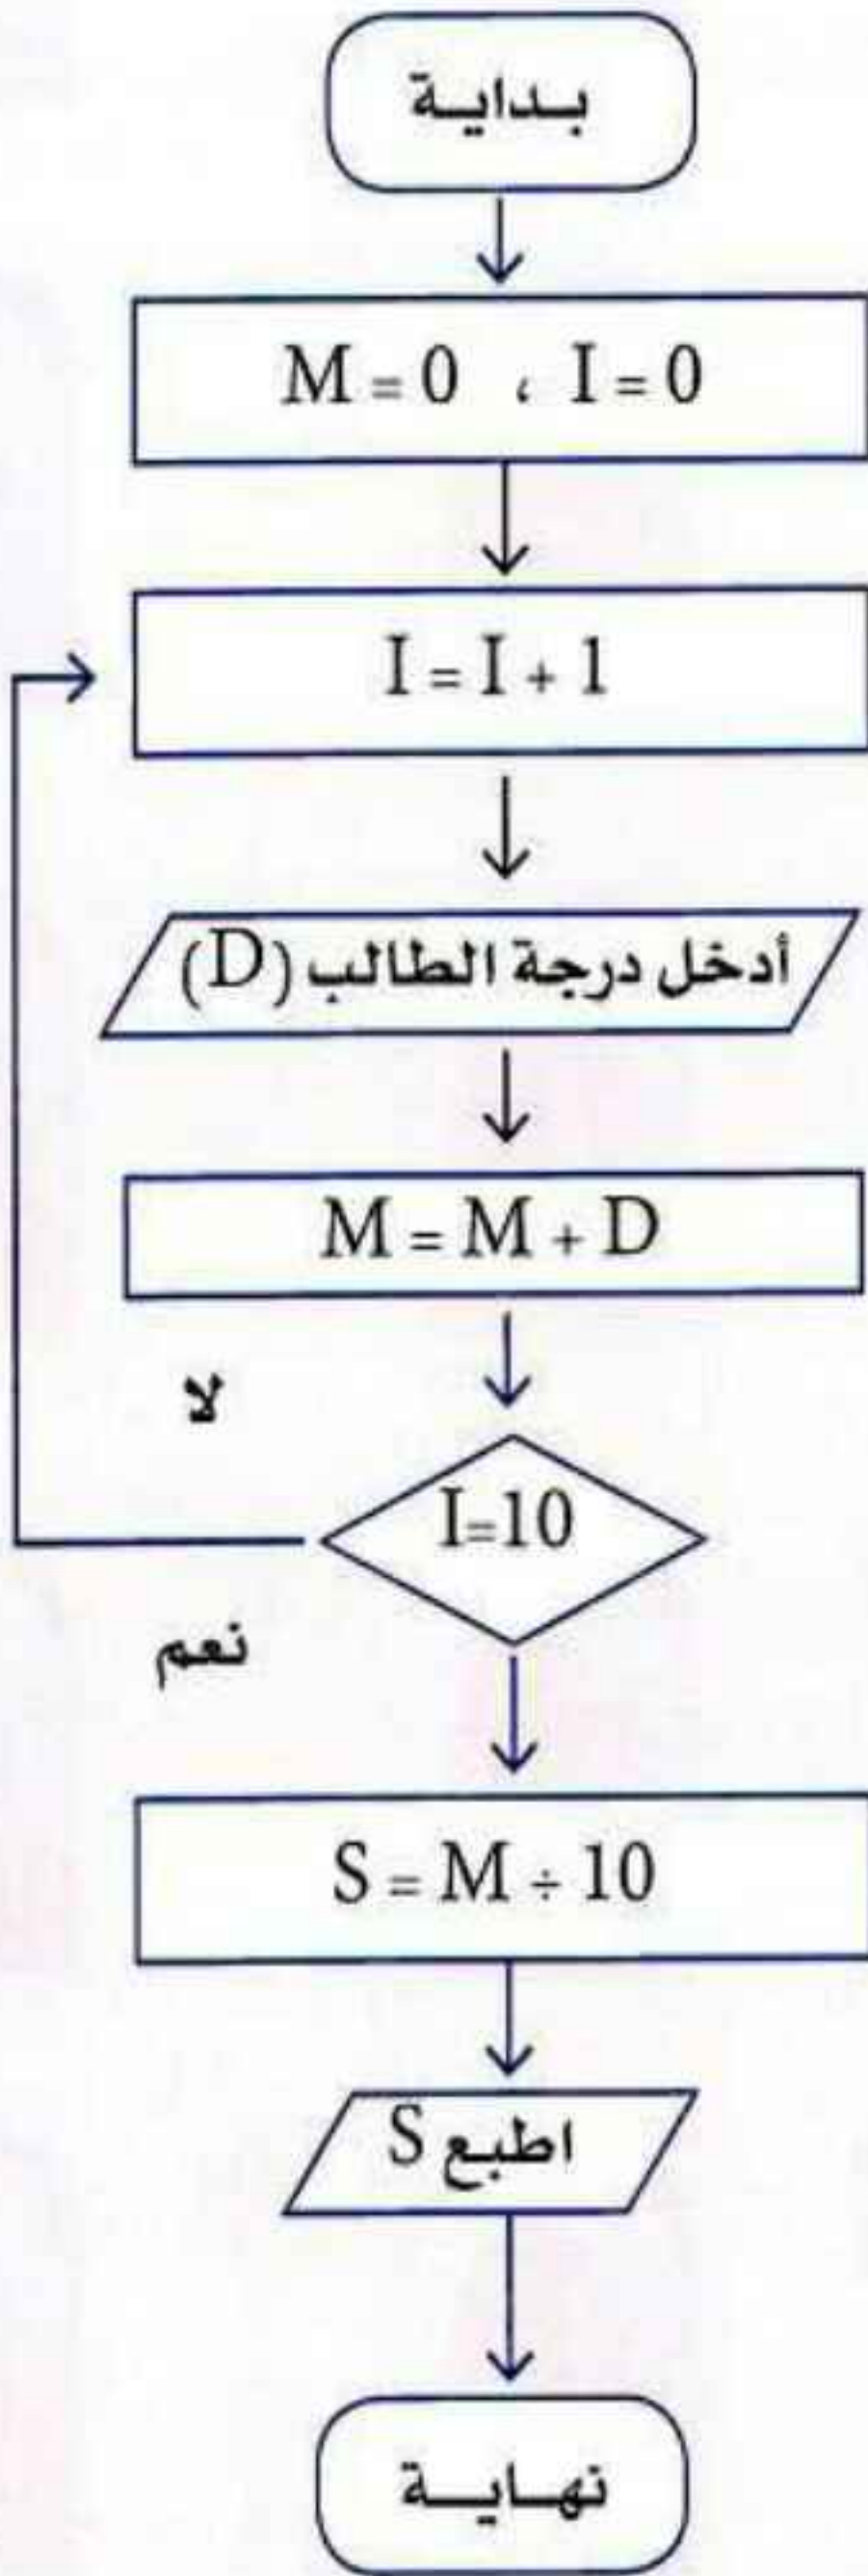 بداية
M = 0 ، I = 0
I = I + 1
أدخل درجة الطالب (D)
M = M + D
لا
I=10
نعم
S = M ÷ 10
اطبع S
نهاية